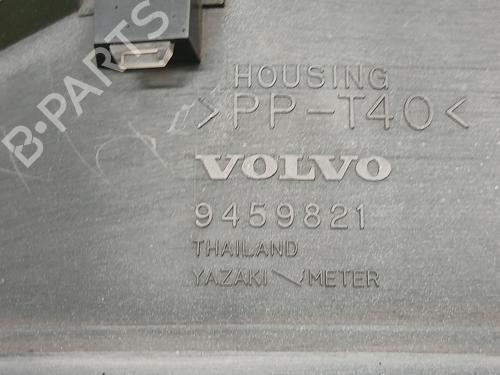 B-PARTS
HOUSING
>PP-T40<
VOLVO
9459821
THAILAND
YAZAKI METER